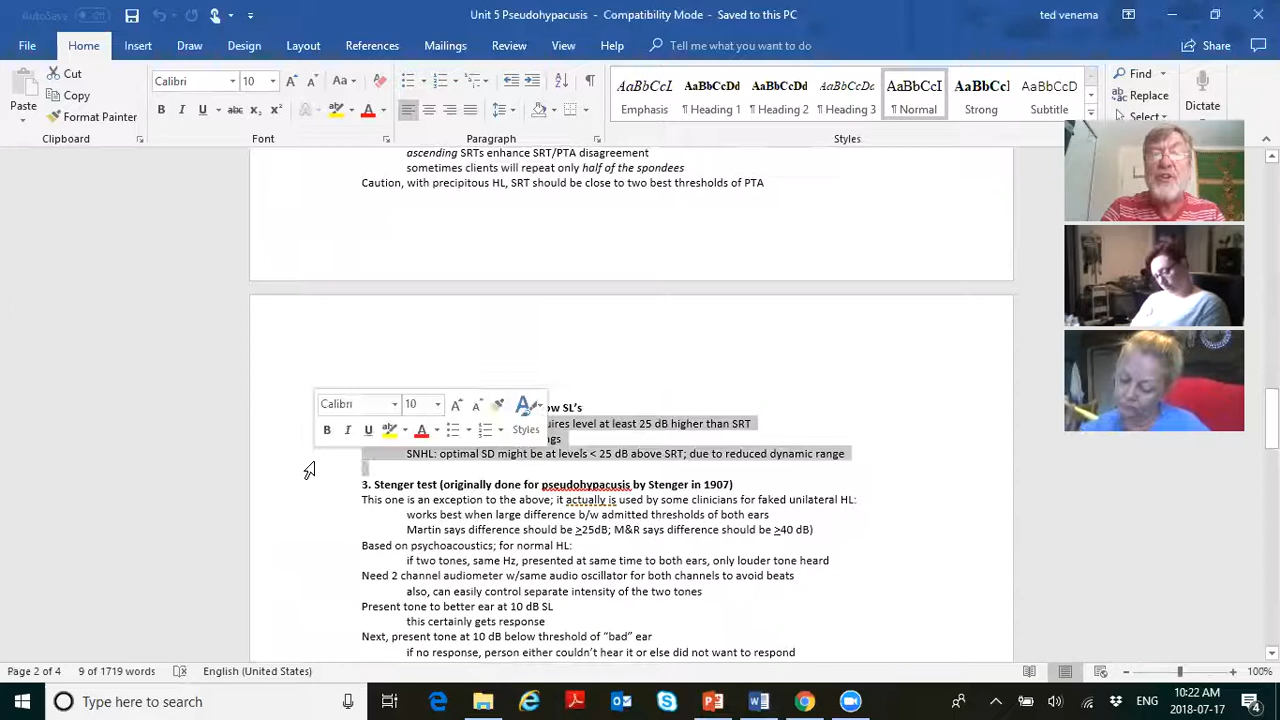 AutoSave Off
Unit 5 Pseudohypacusis - Compatibility Mode - Saved to this PC
ted venema
File Home Insert Draw Design Layout References Mailings Review View Help Tell me what you want to do Share
Paste
Cut
Copy
Format Painter
Clipboard
Calibri 10
Font
Paragraph
AaBbCcL AaBbCcDd AaBbCcDd AaBbCcDd AaBbCcI AaBbCc AaBbCcD
Emphasis ¶ Heading 1 ¶ Heading 2 ¶ Heading 3 ¶ Normal Strong Subtitle
Styles
Find
Replace
Select
Dictate
ascending SRTs enhance SRT/PTA disagreement
sometimes clients will repeat only half of the spondees
Caution, with precipitous HL, SRT should be close to two best thresholds of PTA
Calibri 10
Styles
ow SL's
uires level at least 25 dB higher than SRT
ngs
SNHL: optimal SD might be at levels < 25 dB above SRT; due to reduced dynamic range
3. Stenger test (originally done for pseudohypacusis by Stenger in 1907)
This one is an exception to the above; it actually is used by some clinicians for faked unilateral HL:
works best when large difference b/w admitted thresholds of both ears
Martin says difference should be >25dB; M&R says difference should be >40 dB)
Based on psychoacoustics; for normal HL:
if two tones, same Hz, presented at same time to both ears, only louder tone heard
Need 2 channel audiometer w/same audio oscillator for both channels to avoid beats
also, can easily control separate intensity of the two tones
Present tone to better ear at 10 dB SL
this certainly gets response
Next, present tone at 10 dB below threshold of “bad” ear
if no response, person either couldn't hear it or else did not want to respond
Page 2 of 4 9 of 1719 words English (United States) 100%
Type here to search
ENG
10:22 AM
2018-07-17
4